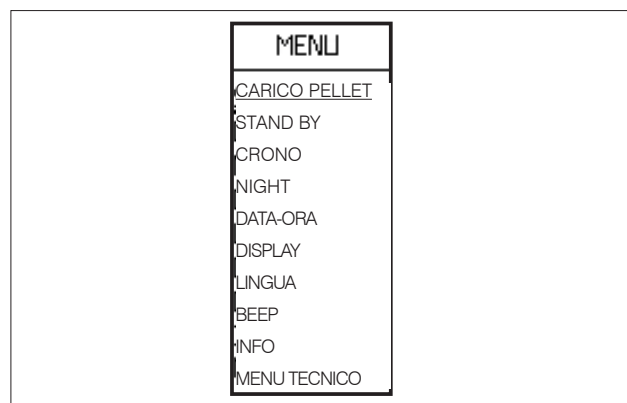 MENU
CARICO PELLET
STAND BY
CRONO
NIGHT
DATA-ORA
DISPLAY
LINGUA
BEEP
INFO
MENU TECNICO